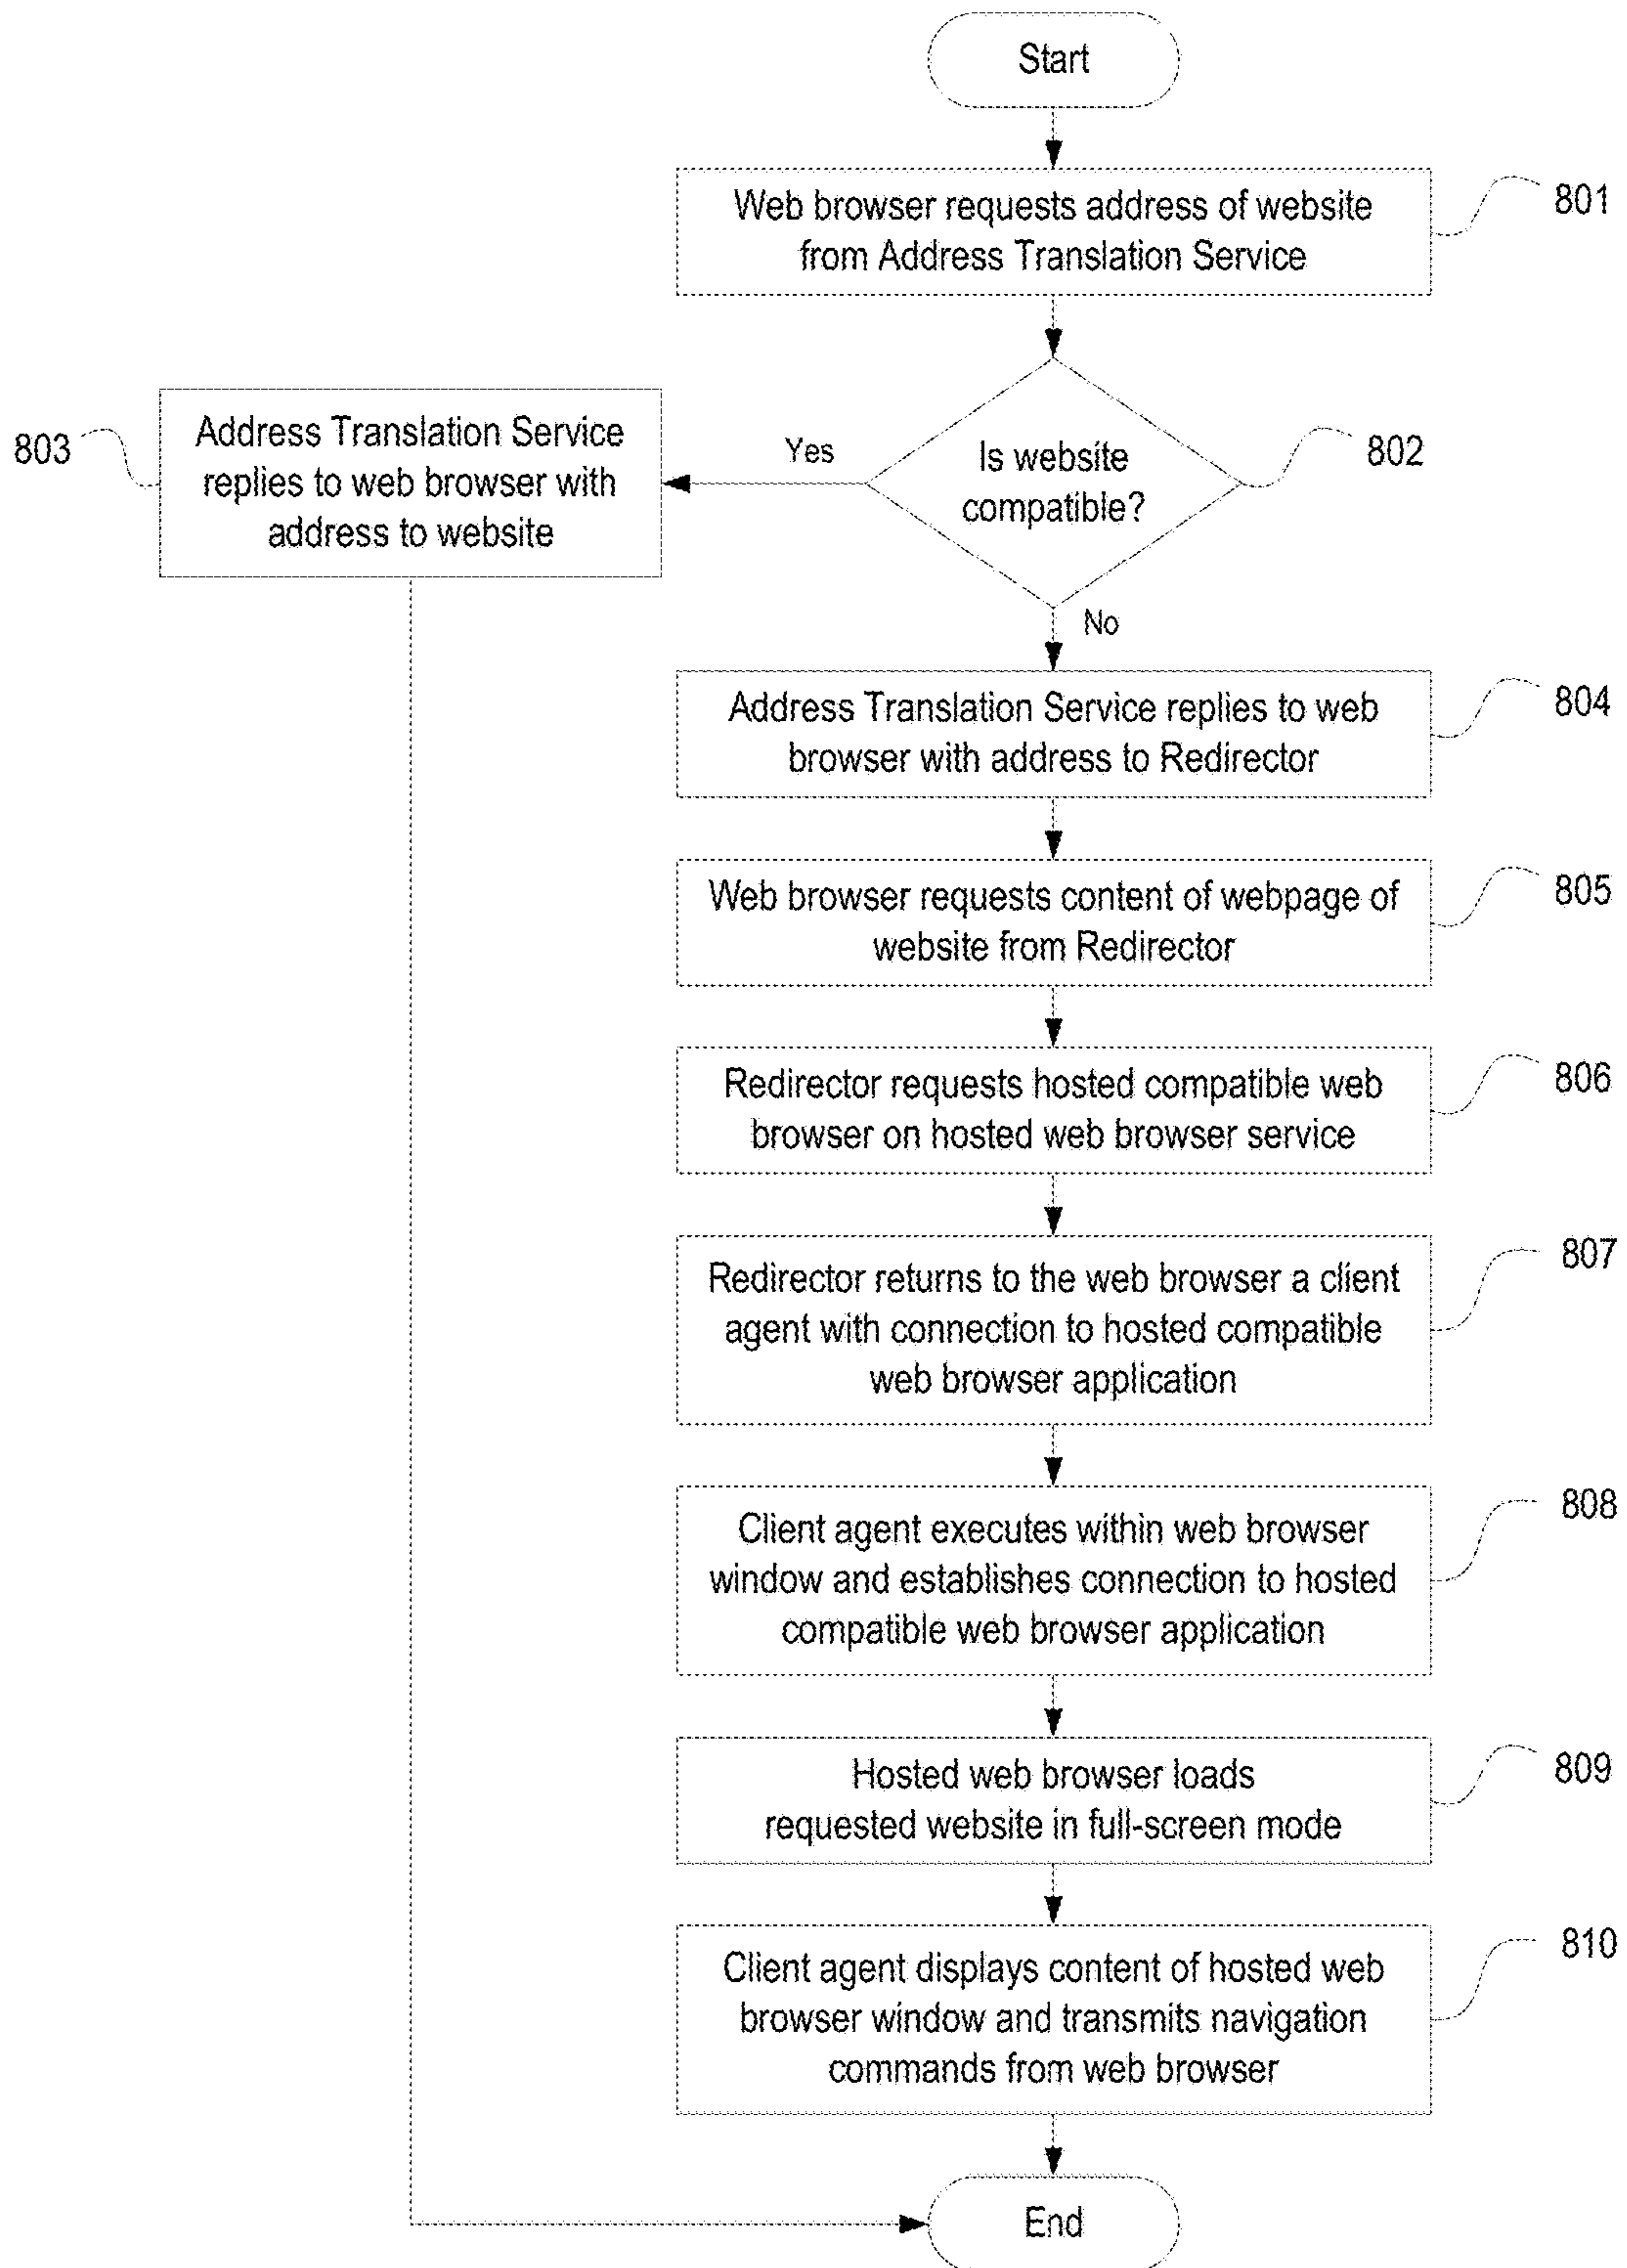 Start
Web browser requests address of website
from Address Translation Service
801
Is website
compatible?
802
Yes
Address Translation Service
replies to web browser with
address to website
803
No
Address Translation Service replies to web
browser with address to Redirector
804
Web browser requests content of webpage of
website from Redirector
805
Redirector requests hosted compatible web
browser on hosted web browser service
806
Redirector returns to the web browser a client
agent with connection to hosted compatible
web browser application
807
Client agent executes within web browser
window and establishes connection to hosted
compatible web browser application
808
Hosted web browser loads
requested website in full-screen mode
809
Client agent displays content of hosted web
browser window and transmits navigation
commands from web browser
810
End